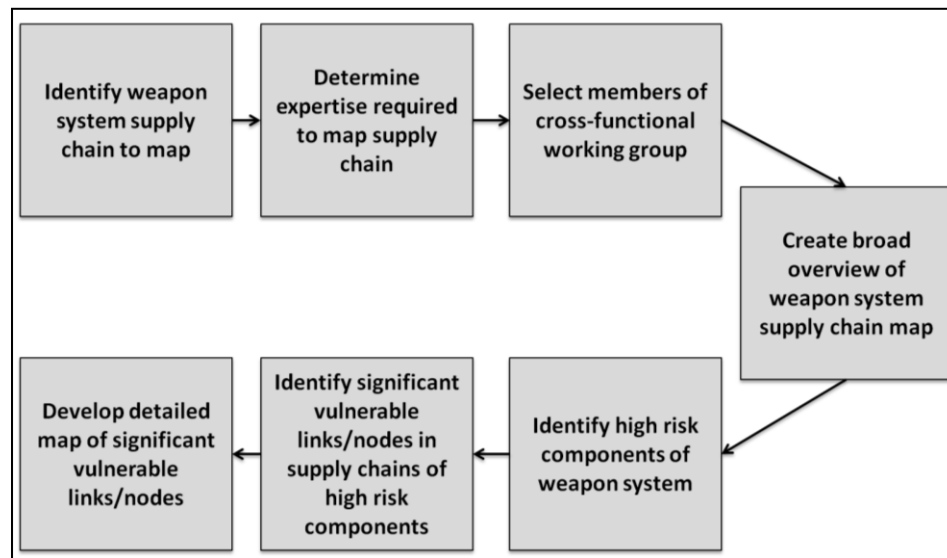 Identify weapon
system supply
chain to map
Determine
expertise required
to map supply
chain
Select members of
cross-functional
working group
Create broad
overview of
weapon system
supply chain map
Identify high risk
components of
weapon system
Identify significant
vulnerable
links/nodes in
supply chains of
high risk
components
Develop detailed
map of significant
vulnerable
links/nodes